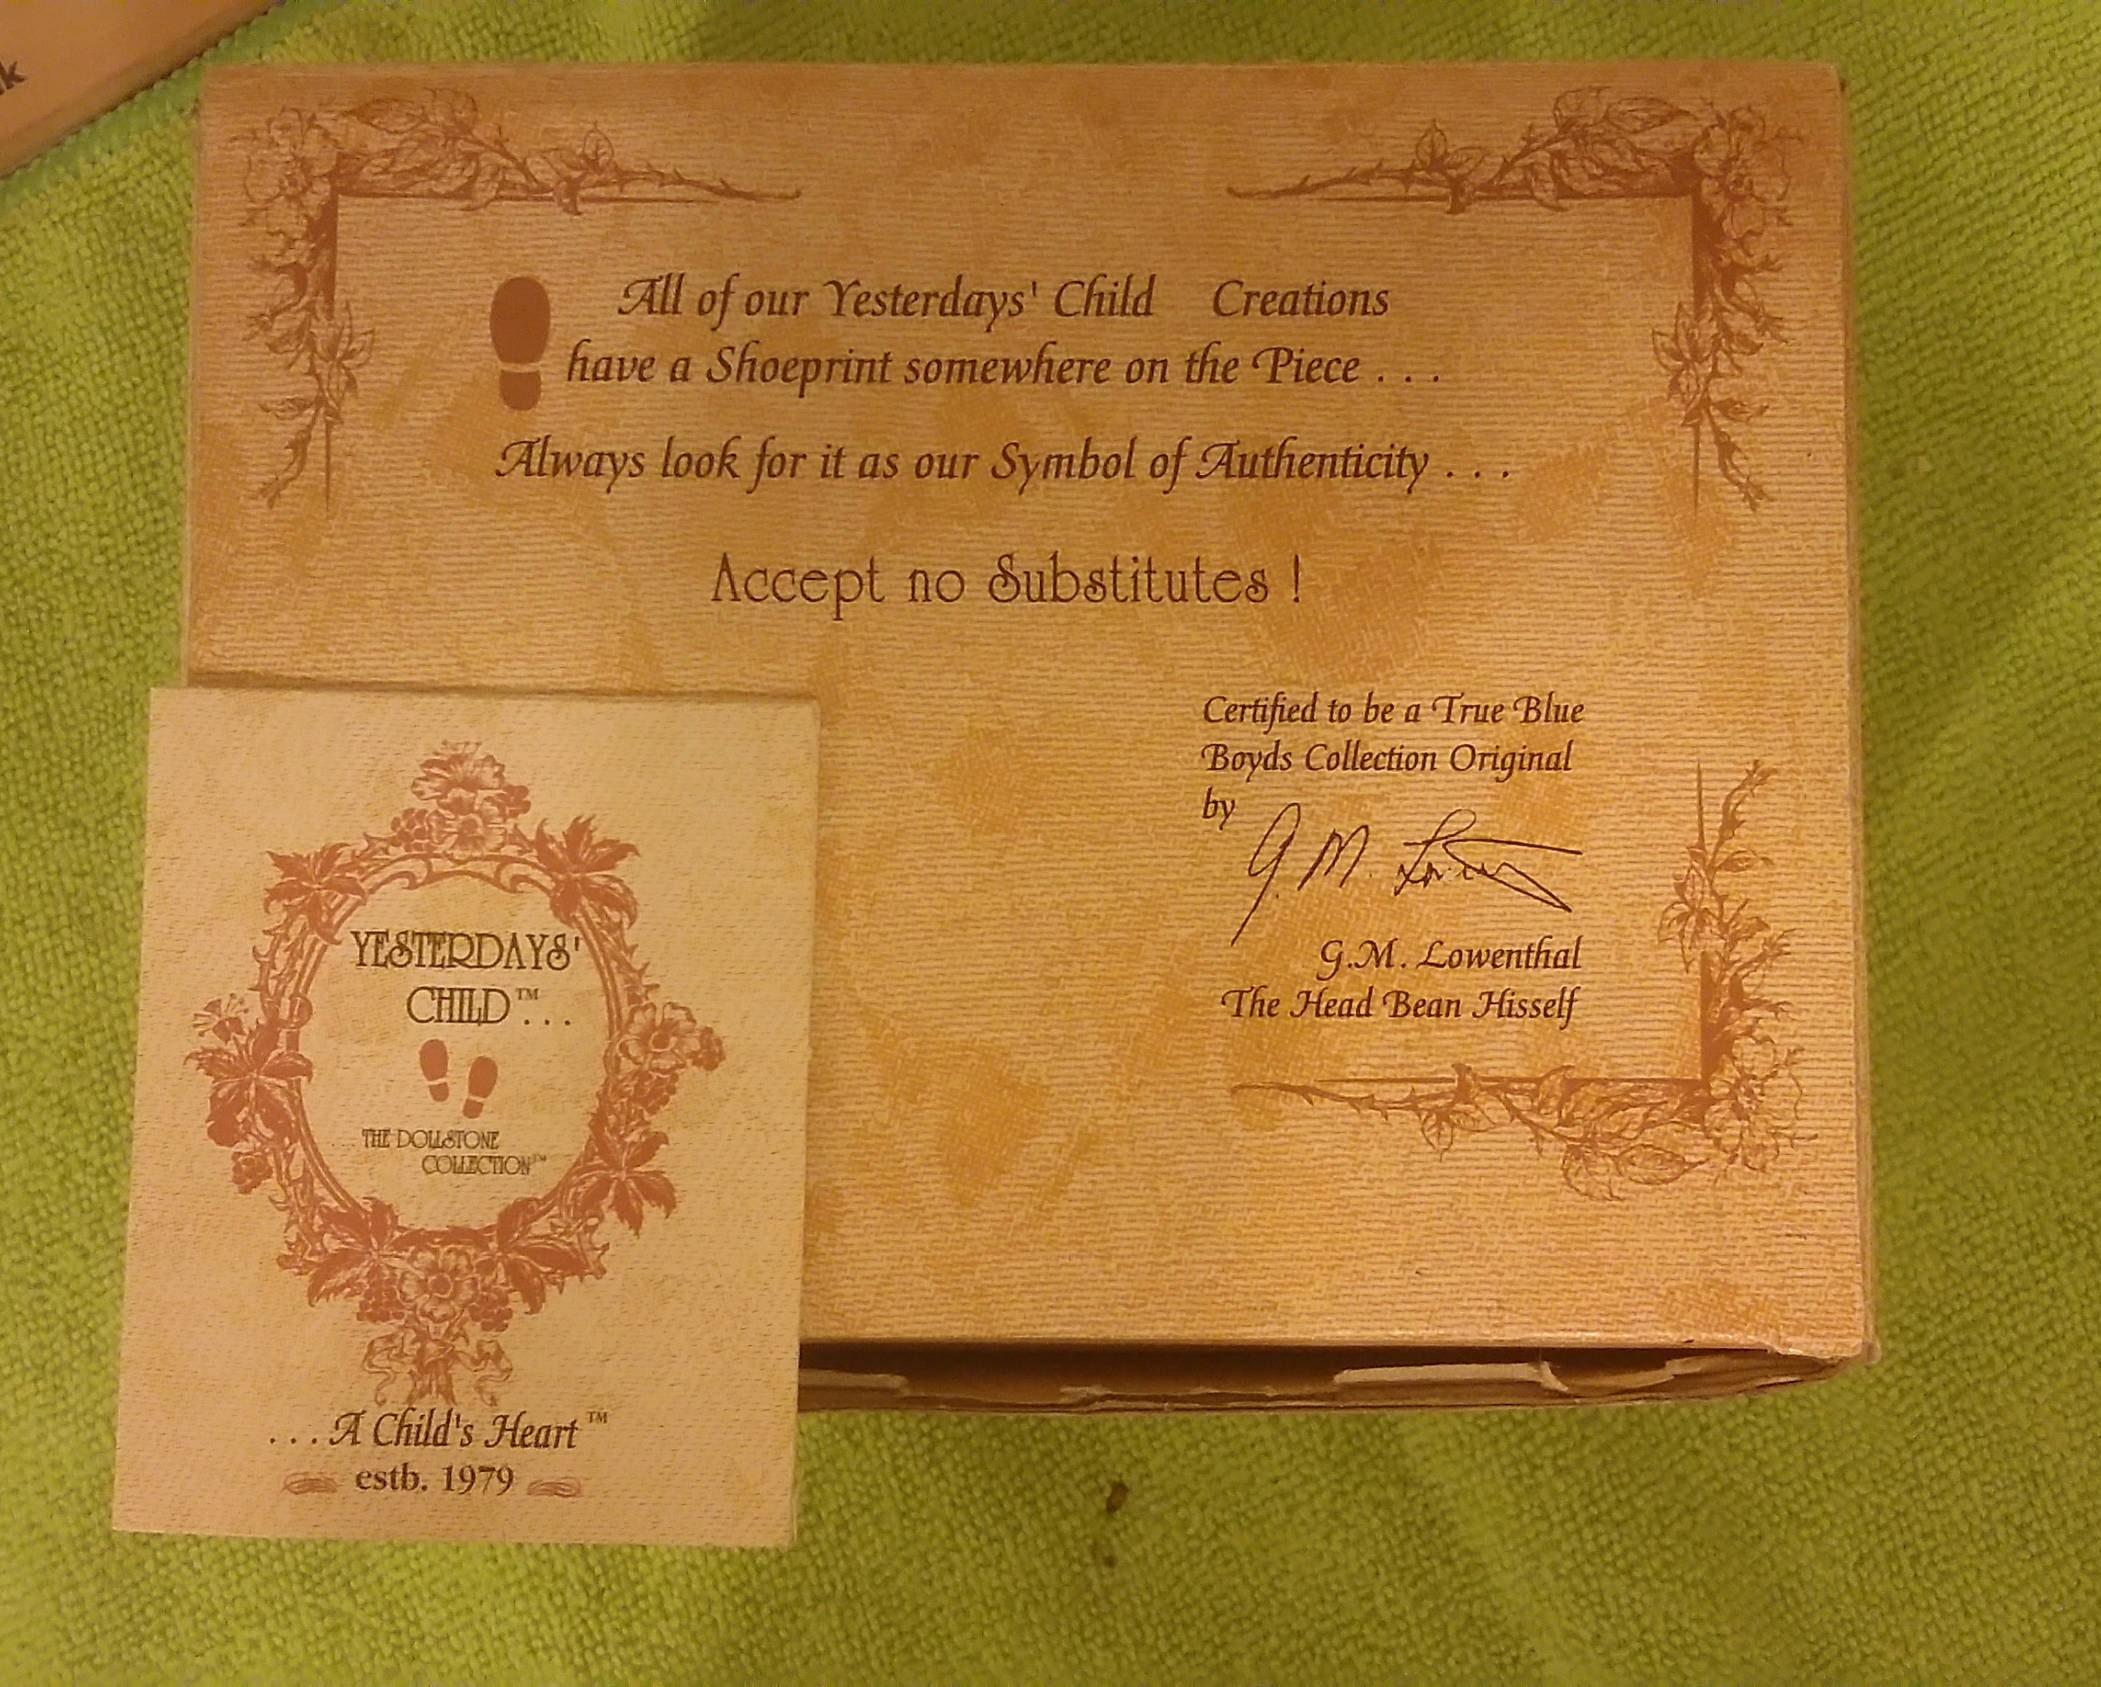 All of our Yesterdays' Child Creations
have a Shoeprint somewhere on the Piece . . .
Always look for it as our Symbol of Authenticity . . .
Accept no Substitutes !
Certified to be a True Blue
Boyds Collection Original
by
G.M. Lowenthal
The Head Bean Hisself
YESTERDAYS'
CHILD™ . . .
THE DOLLSTONE
COLLECTION™
. . . A Child's Heart™
estb. 1979